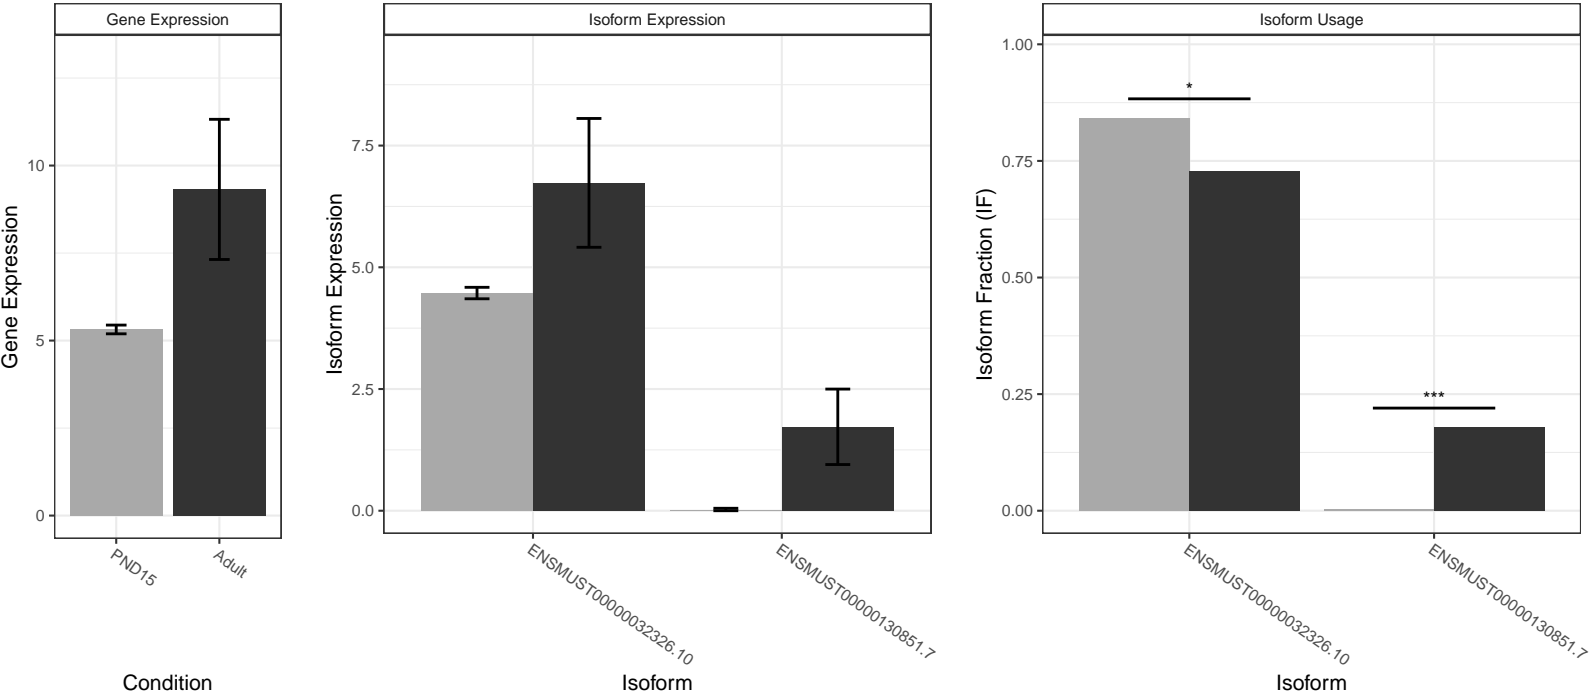 Gene Expression
Gene Expression
10
5
0
PND15
Adult
Condition
Isoform Expression
Isoform Expression
7.5
5.0
2.5
0.0
ENSMUST00000032326.10
ENSMUST00000130851.7
Isoform
Isoform Usage
Isoform Fraction (IF)
1.00
0.75
0.50
0.25
0.00
*
***
ENSMUST00000032326.10
ENSMUST00000130851.7
Isoform